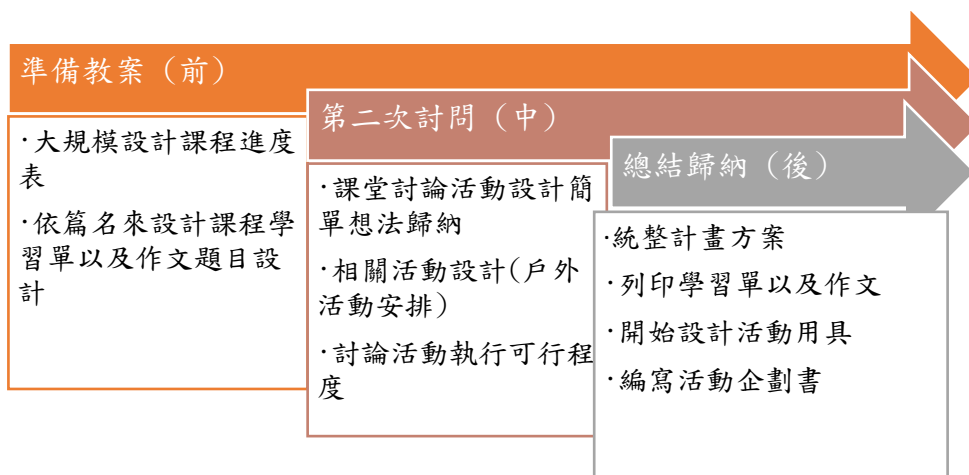 準備教案（前）
·大規模設計課程進度
表
·依篇名來設計課程學
習單以及作文題目設
計
第二次討問（中）
·課堂討論活動設計簡
單想法歸納
·相關活動設計(戶外
活動安排)
·討論活動執行可行程
度
總結歸納（後）
·統整計畫方案
·列印學習單以及作文
·開始設計活動用具
·編寫活動企劃書